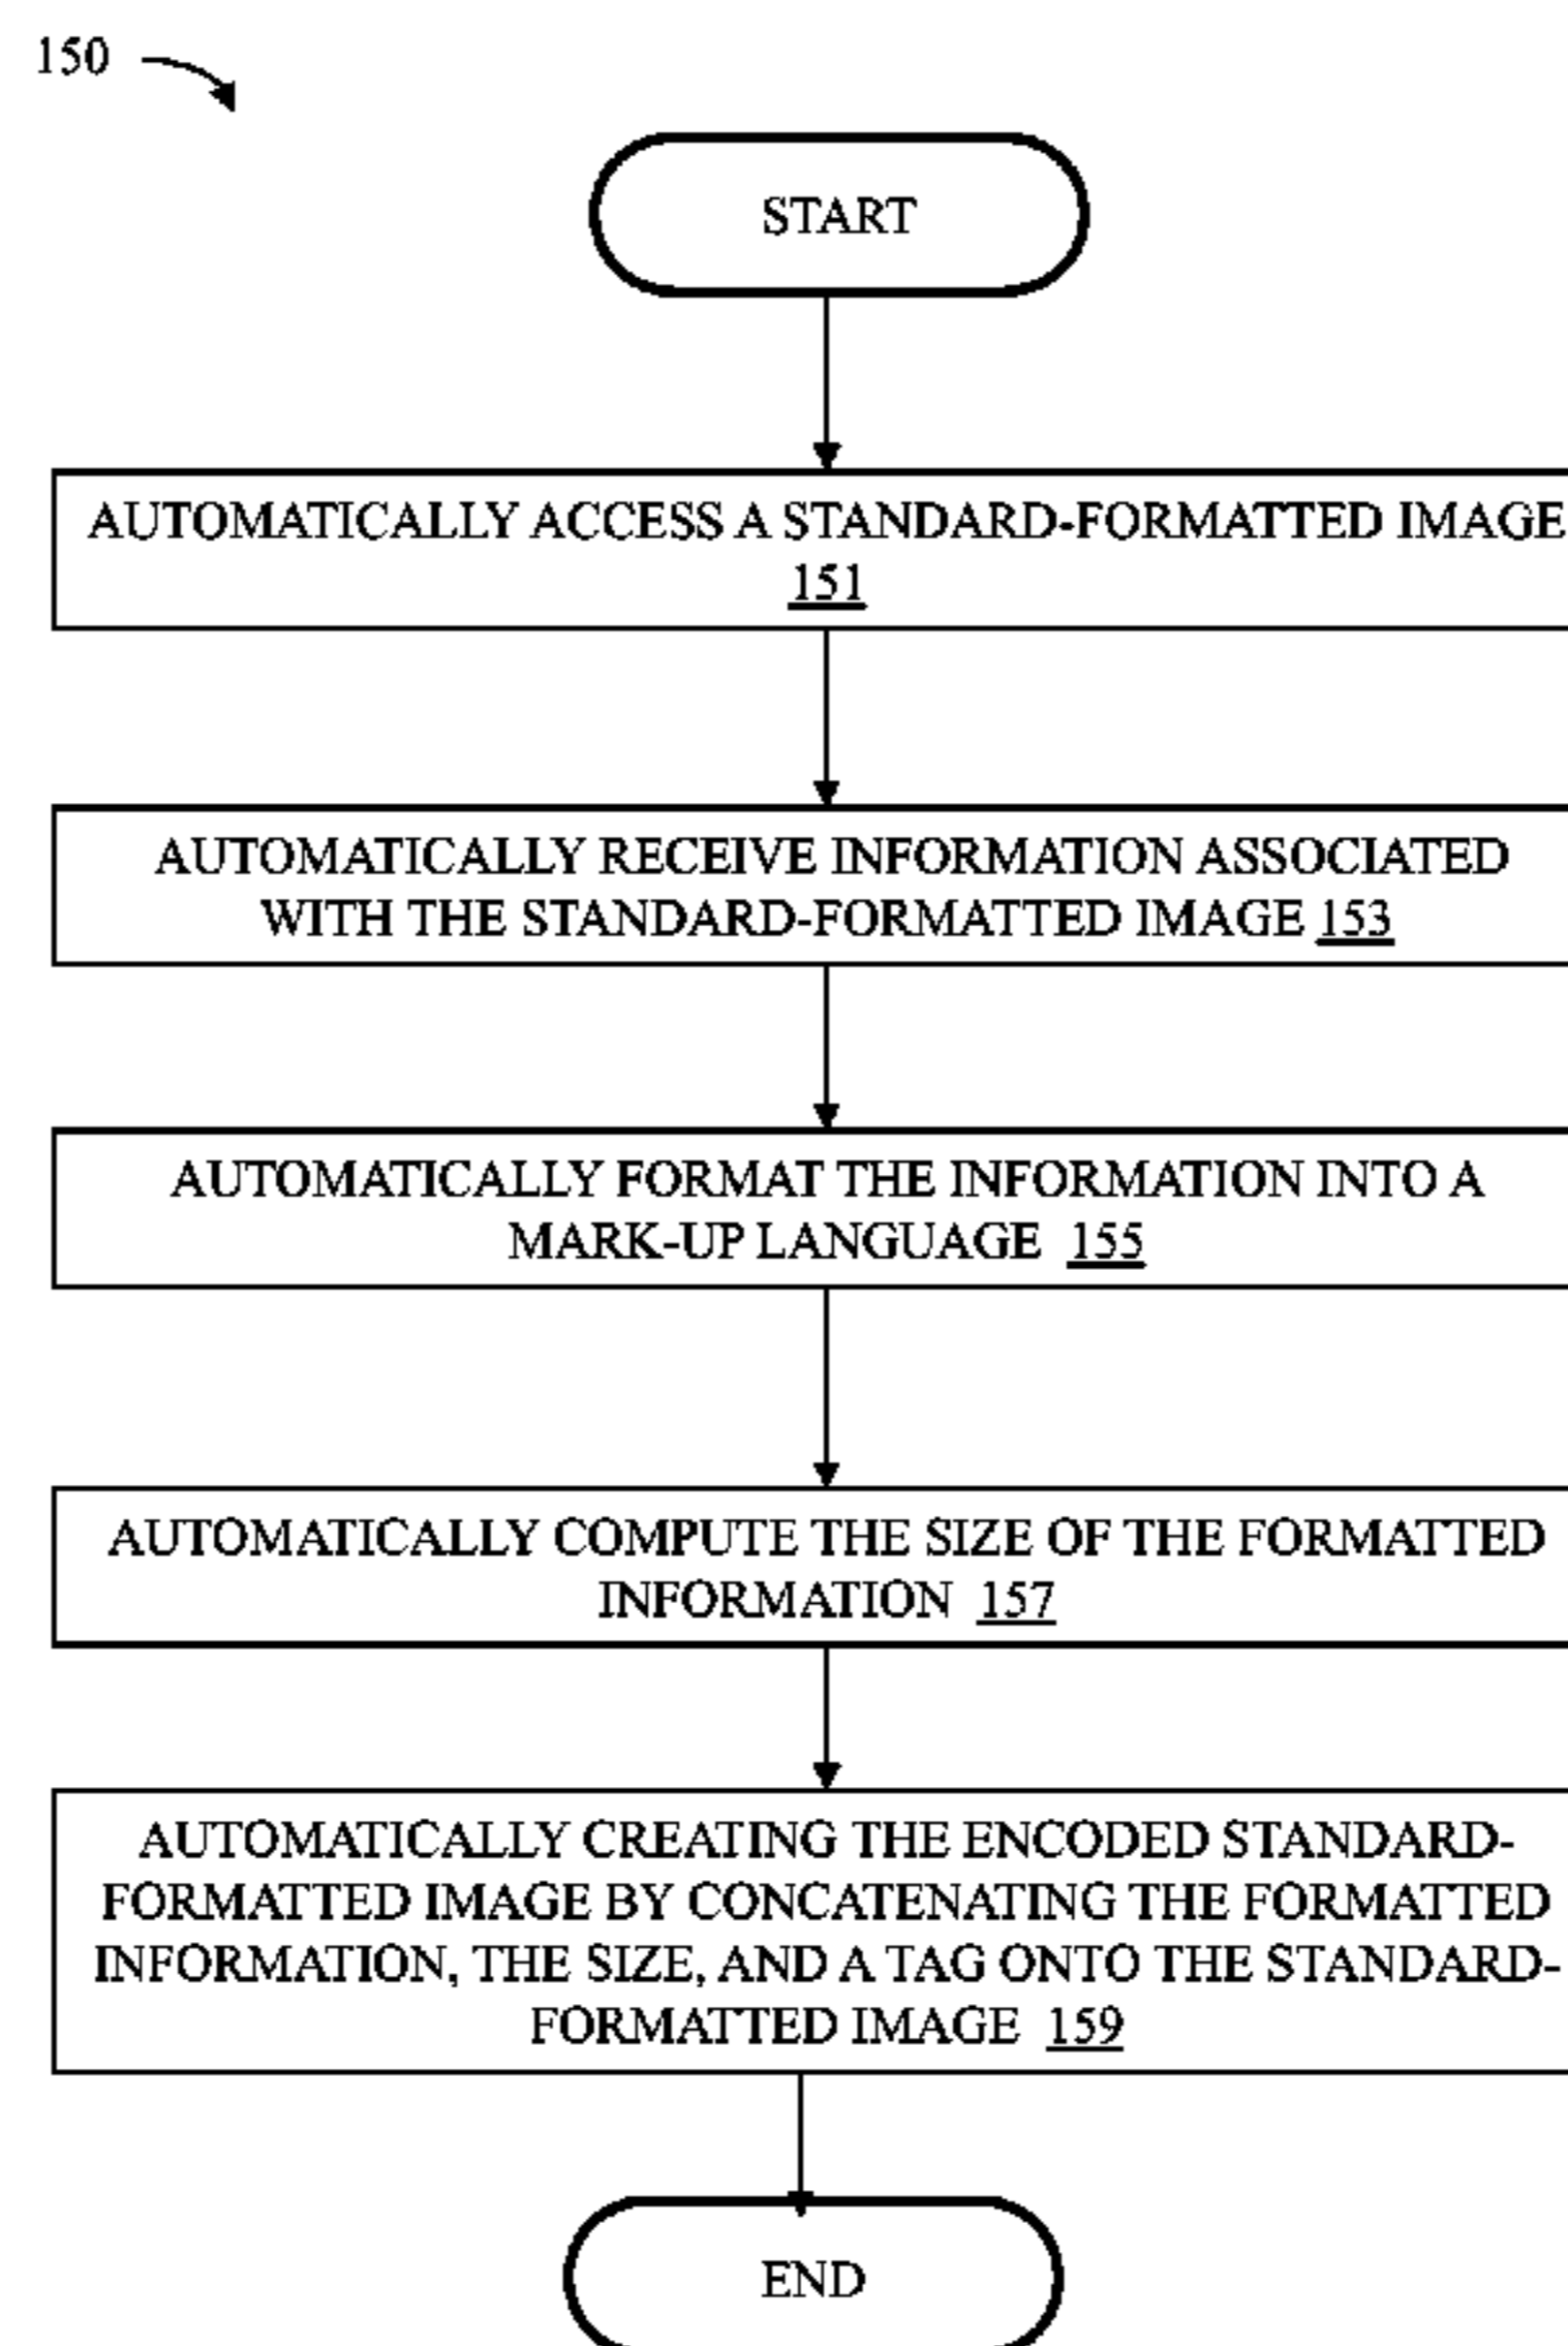 150
START
AUTOMATICALLY ACCESS A STANDARD-FORMATTED IMAGE
151
AUTOMATICALLY RECEIVE INFORMATION ASSOCIATED
WITH THE STANDARD-FORMATTED IMAGE 153
AUTOMATICALLY FORMAT THE INFORMATION INTO A
MARK-UP LANGUAGE 155
AUTOMATICALLY COMPUTE THE SIZE OF THE FORMATTED
INFORMATION 157
AUTOMATICALLY CREATING THE ENCODED STANDARD-
FORMATTED IMAGE BY CONCATENATING THE FORMATTED
INFORMATION, THE SIZE, AND A TAG ONTO THE STANDARD-
FORMATTED IMAGE 159
END